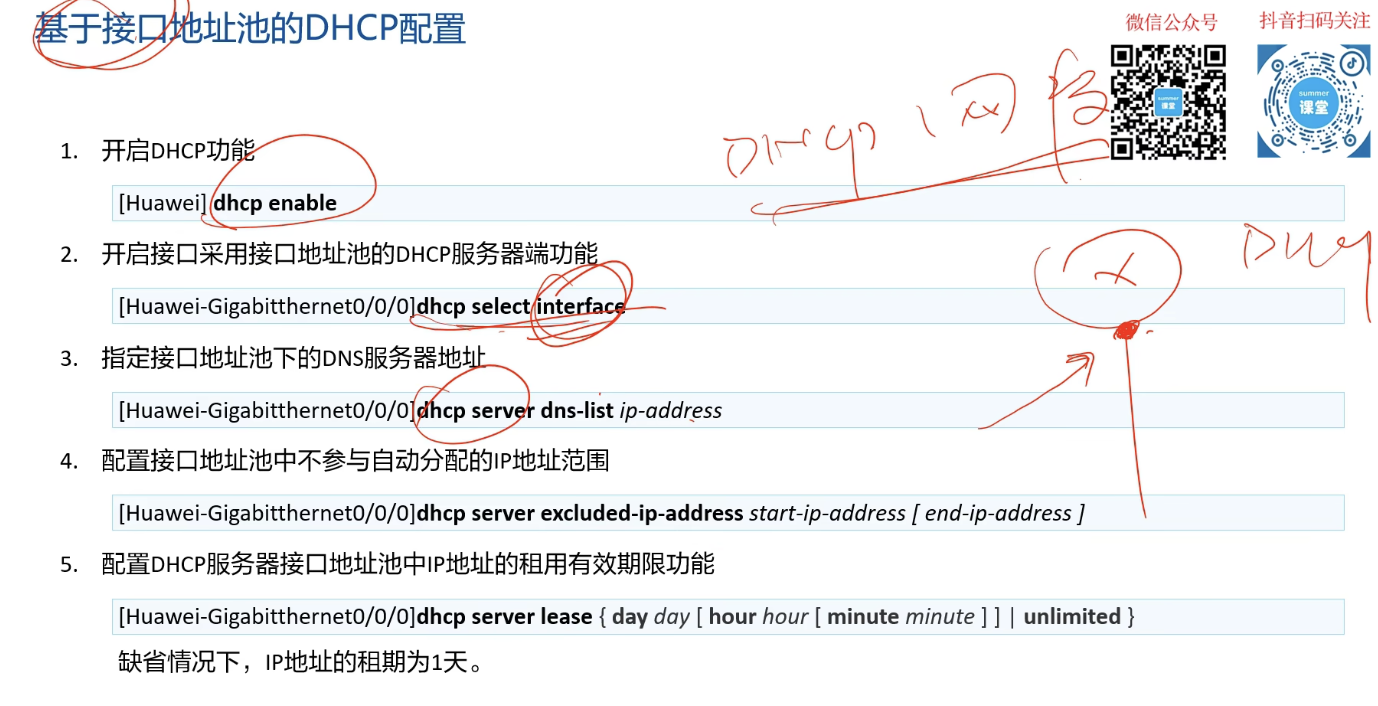 基于接口地址池的DHCP配置
微信公众号
抖音扫码关注
summer
课堂
summer
课堂
DHCP
1. 开启DHCP功能
[Huawei] dhcp enable
2. 开启接口采用接口地址池的DHCP服务器端功能
[Huawei-Gigabitthernet0/0/0]dhcp select interface
3. 指定接口地址池下的DNS服务器地址
[Huawei-Gigabitthernet0/0/0]dhcp server dns-list ip-address
4. 配置接口地址池中不参与自动分配的IP地址范围
[Huawei-Gigabitthernet0/0/0]dhcp server excluded-ip-address start-ip-address [ end-ip-address ]
5. 配置DHCP服务器接口地址池中IP地址的租用有效期限功能
[Huawei-Gigabitthernet0/0/0]dhcp server lease { day day [ hour hour [ minute minute ] ] | unlimited }
缺省情况下，IP地址的租期为1天。